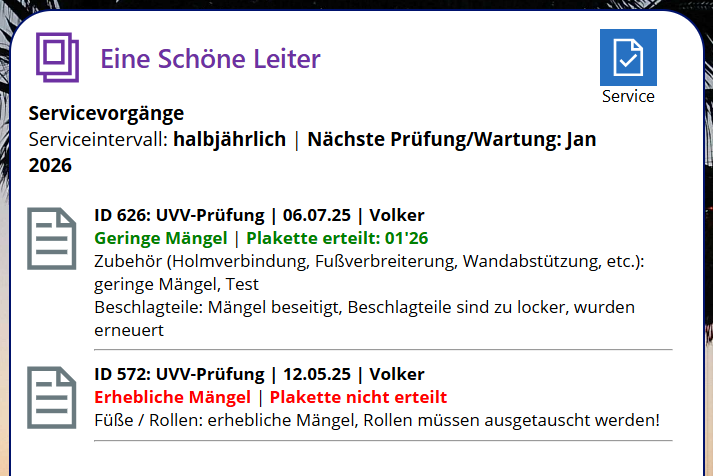 Eine Schöne Leiter
Service
Servicevorgänge
Serviceintervall: halbjährlich | Nächste Prüfung/Wartung: Jan
2026
ID 626: UVV-Prüfung | 06.07.25 | Volker
Geringe Mängel | Plakette erteilt: 01'26
Zubehör (Holmverbindung, Fußverbreiterung, Wandabstützung, etc.):
geringe Mängel, Test
Beschlagteile: Mängel beseitigt, Beschlagteile sind zu locker, wurden
erneuert
ID 572: UVV-Prüfung | 12.05.25 | Volker
Erhebliche Mängel | Plakette nicht erteilt
Füße / Rollen: erhebliche Mängel, Rollen müssen ausgetauscht werden!